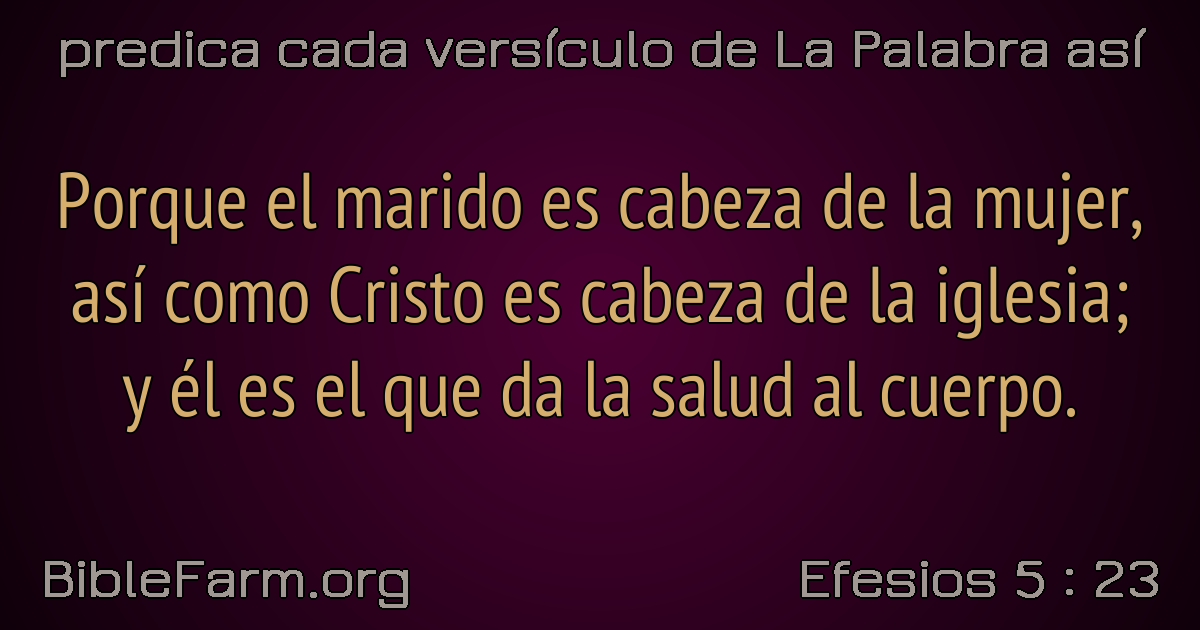 predica cada versículo de La Palabra así
Porque el marido es cabeza de la mujer,
así como Cristo es cabeza de la iglesia;
y él es el que da la salud al cuerpo.
BibleFarm.org
Efesios 5 : 23